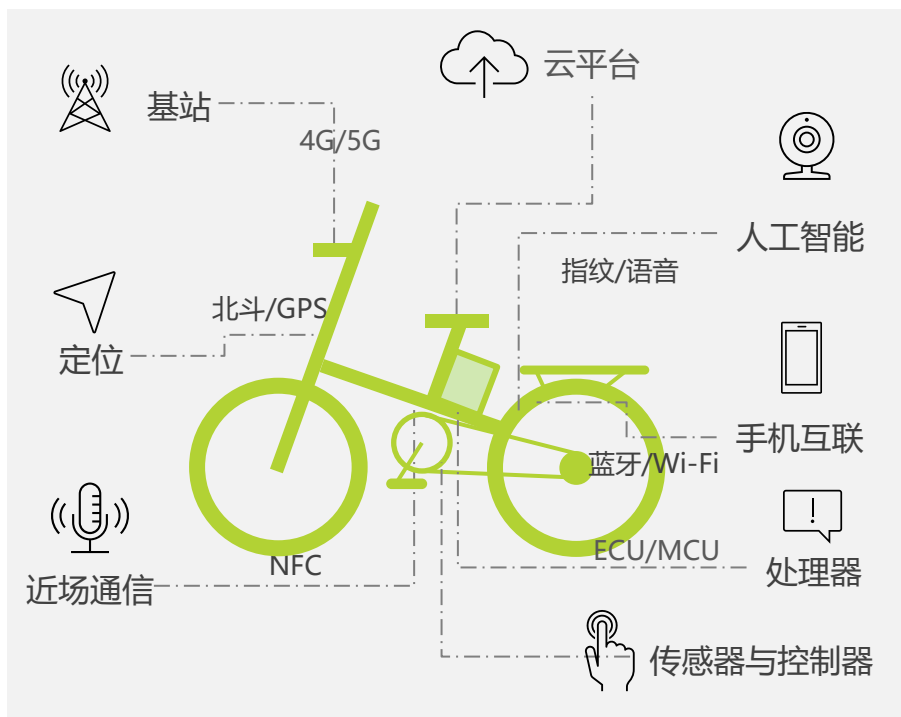 云平台
基站
4G/5G
人工智能
指纹/语音
北斗/GPS
定位
手机互联
蓝牙/Wi-Fi
ECU/MCU
处理器
NFC
近场通信
传感器与控制器